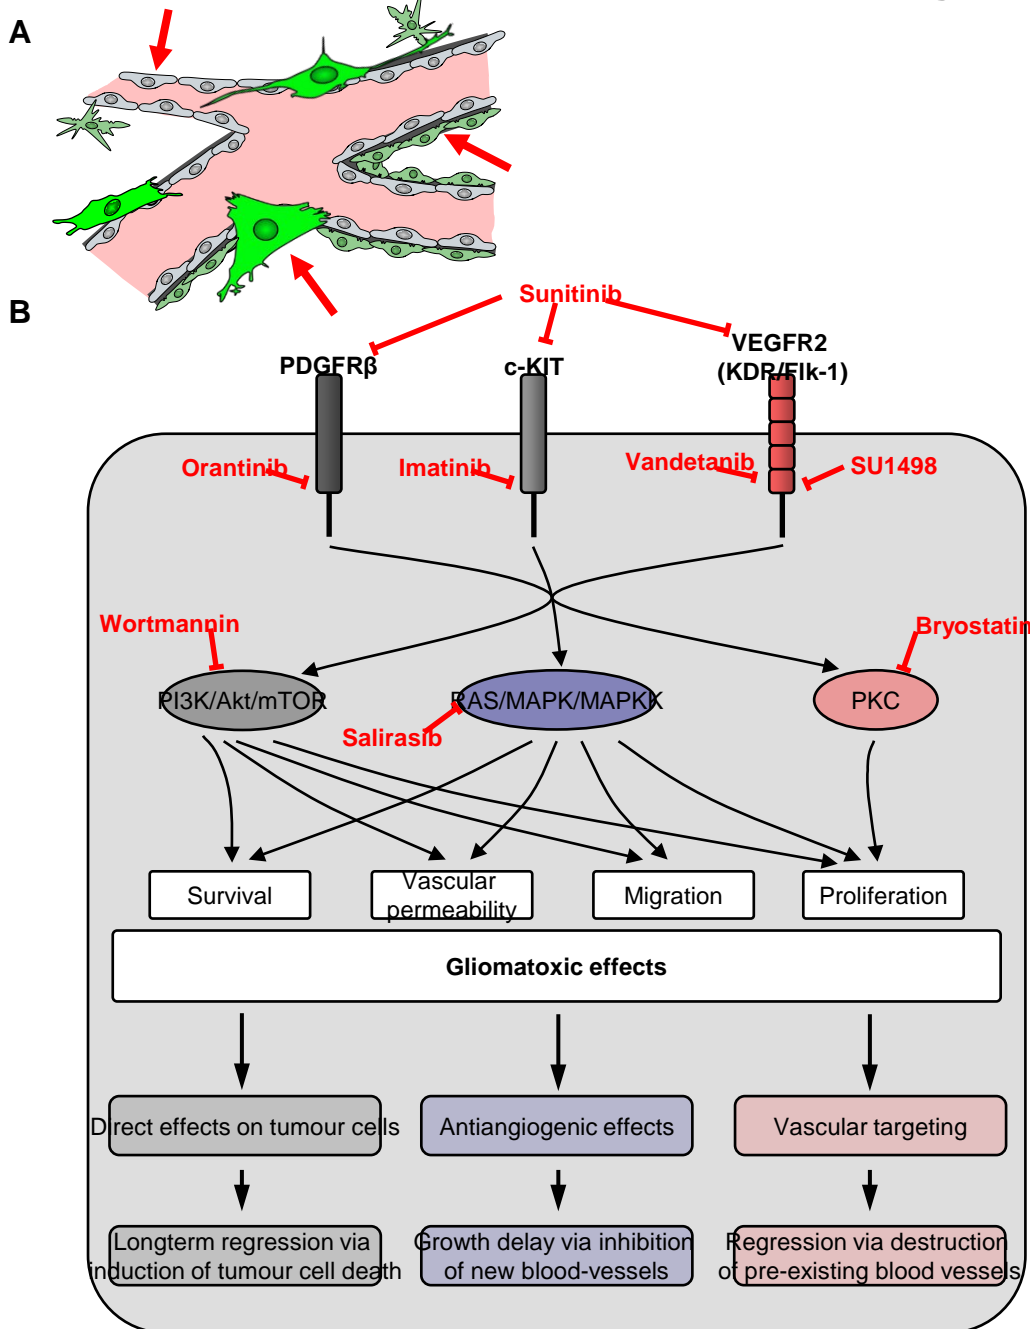 A
B
Sunitinib
PDGFRβ
c-KIT
VEGFR2
(KDR/Flk-1)
Orantinib
Imatinib
Vandetanib
SU1498
Wortmannin
Bryostatin
PI3K/Akt/mTOR
RAS/MAPK/MAPKK
PKC
Salirasib
Survival
Vascular
permeability
Migration
Proliferation
Gliomatoxic effects
Direct effects on tumour cells
Antiangiogenic effects
Vascular targeting
Longterm regression via
induction of tumour cell death
Growth delay via inhibition
of new blood-vessels
Regression via destruction
of pre-existing blood vessels